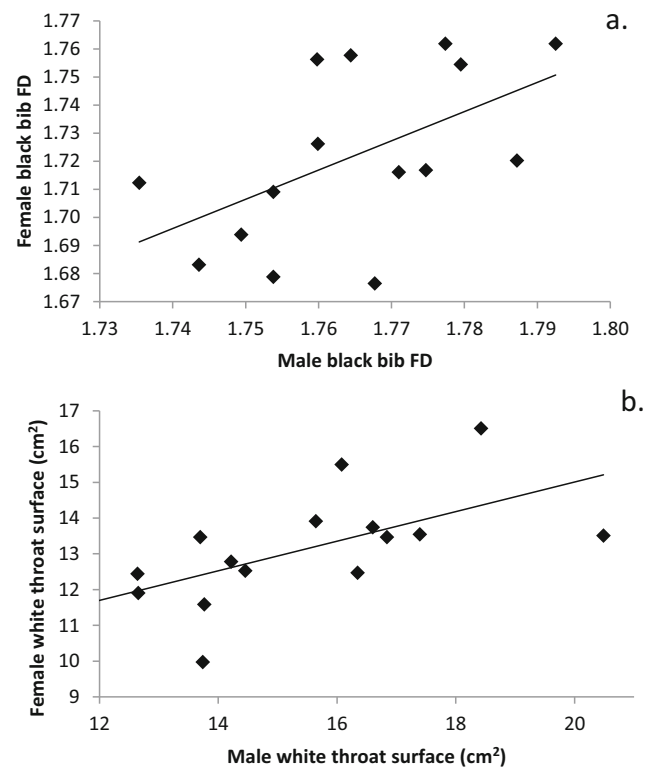 a.
1.77
1.76
1.75
1.74
1.73
1.72
1.71
1.70
1.69
1.68
1.67
Female black bib FD
1.73 1.74 1.75 1.76 1.77 1.78 1.79 1.80
Male black bib FD
b.
17
16
15
14
13
12
11
10
9
Female white throat surface (cm²)
12 14 16 18 20
Male white throat surface (cm²)